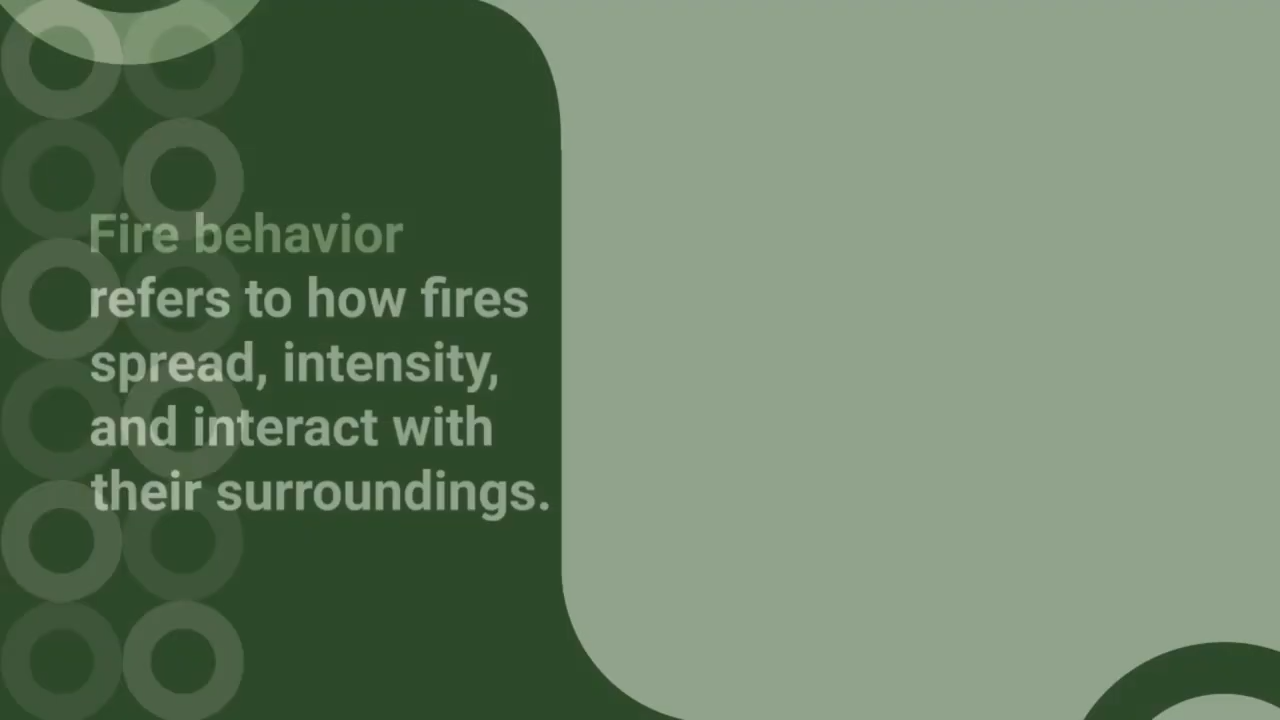 Fire behavior
refers to how fires
spread, intensity,
and interact with
their surroundings.